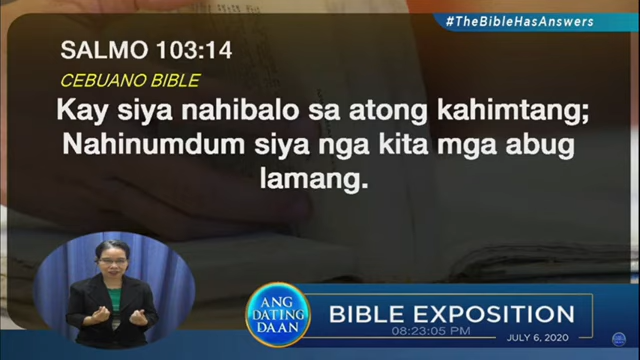 #TheBibleHasAnswers
SALMO 103:14
CEBUANO BIBLE
Kay siya nahibalo sa atong kahimtang;
Nahinumdum siya nga kita mga abug
lamang.
ANG
DATING
DAAN
BIBLE EXPOSITION
08:23:05 PM
JULY 6, 2020